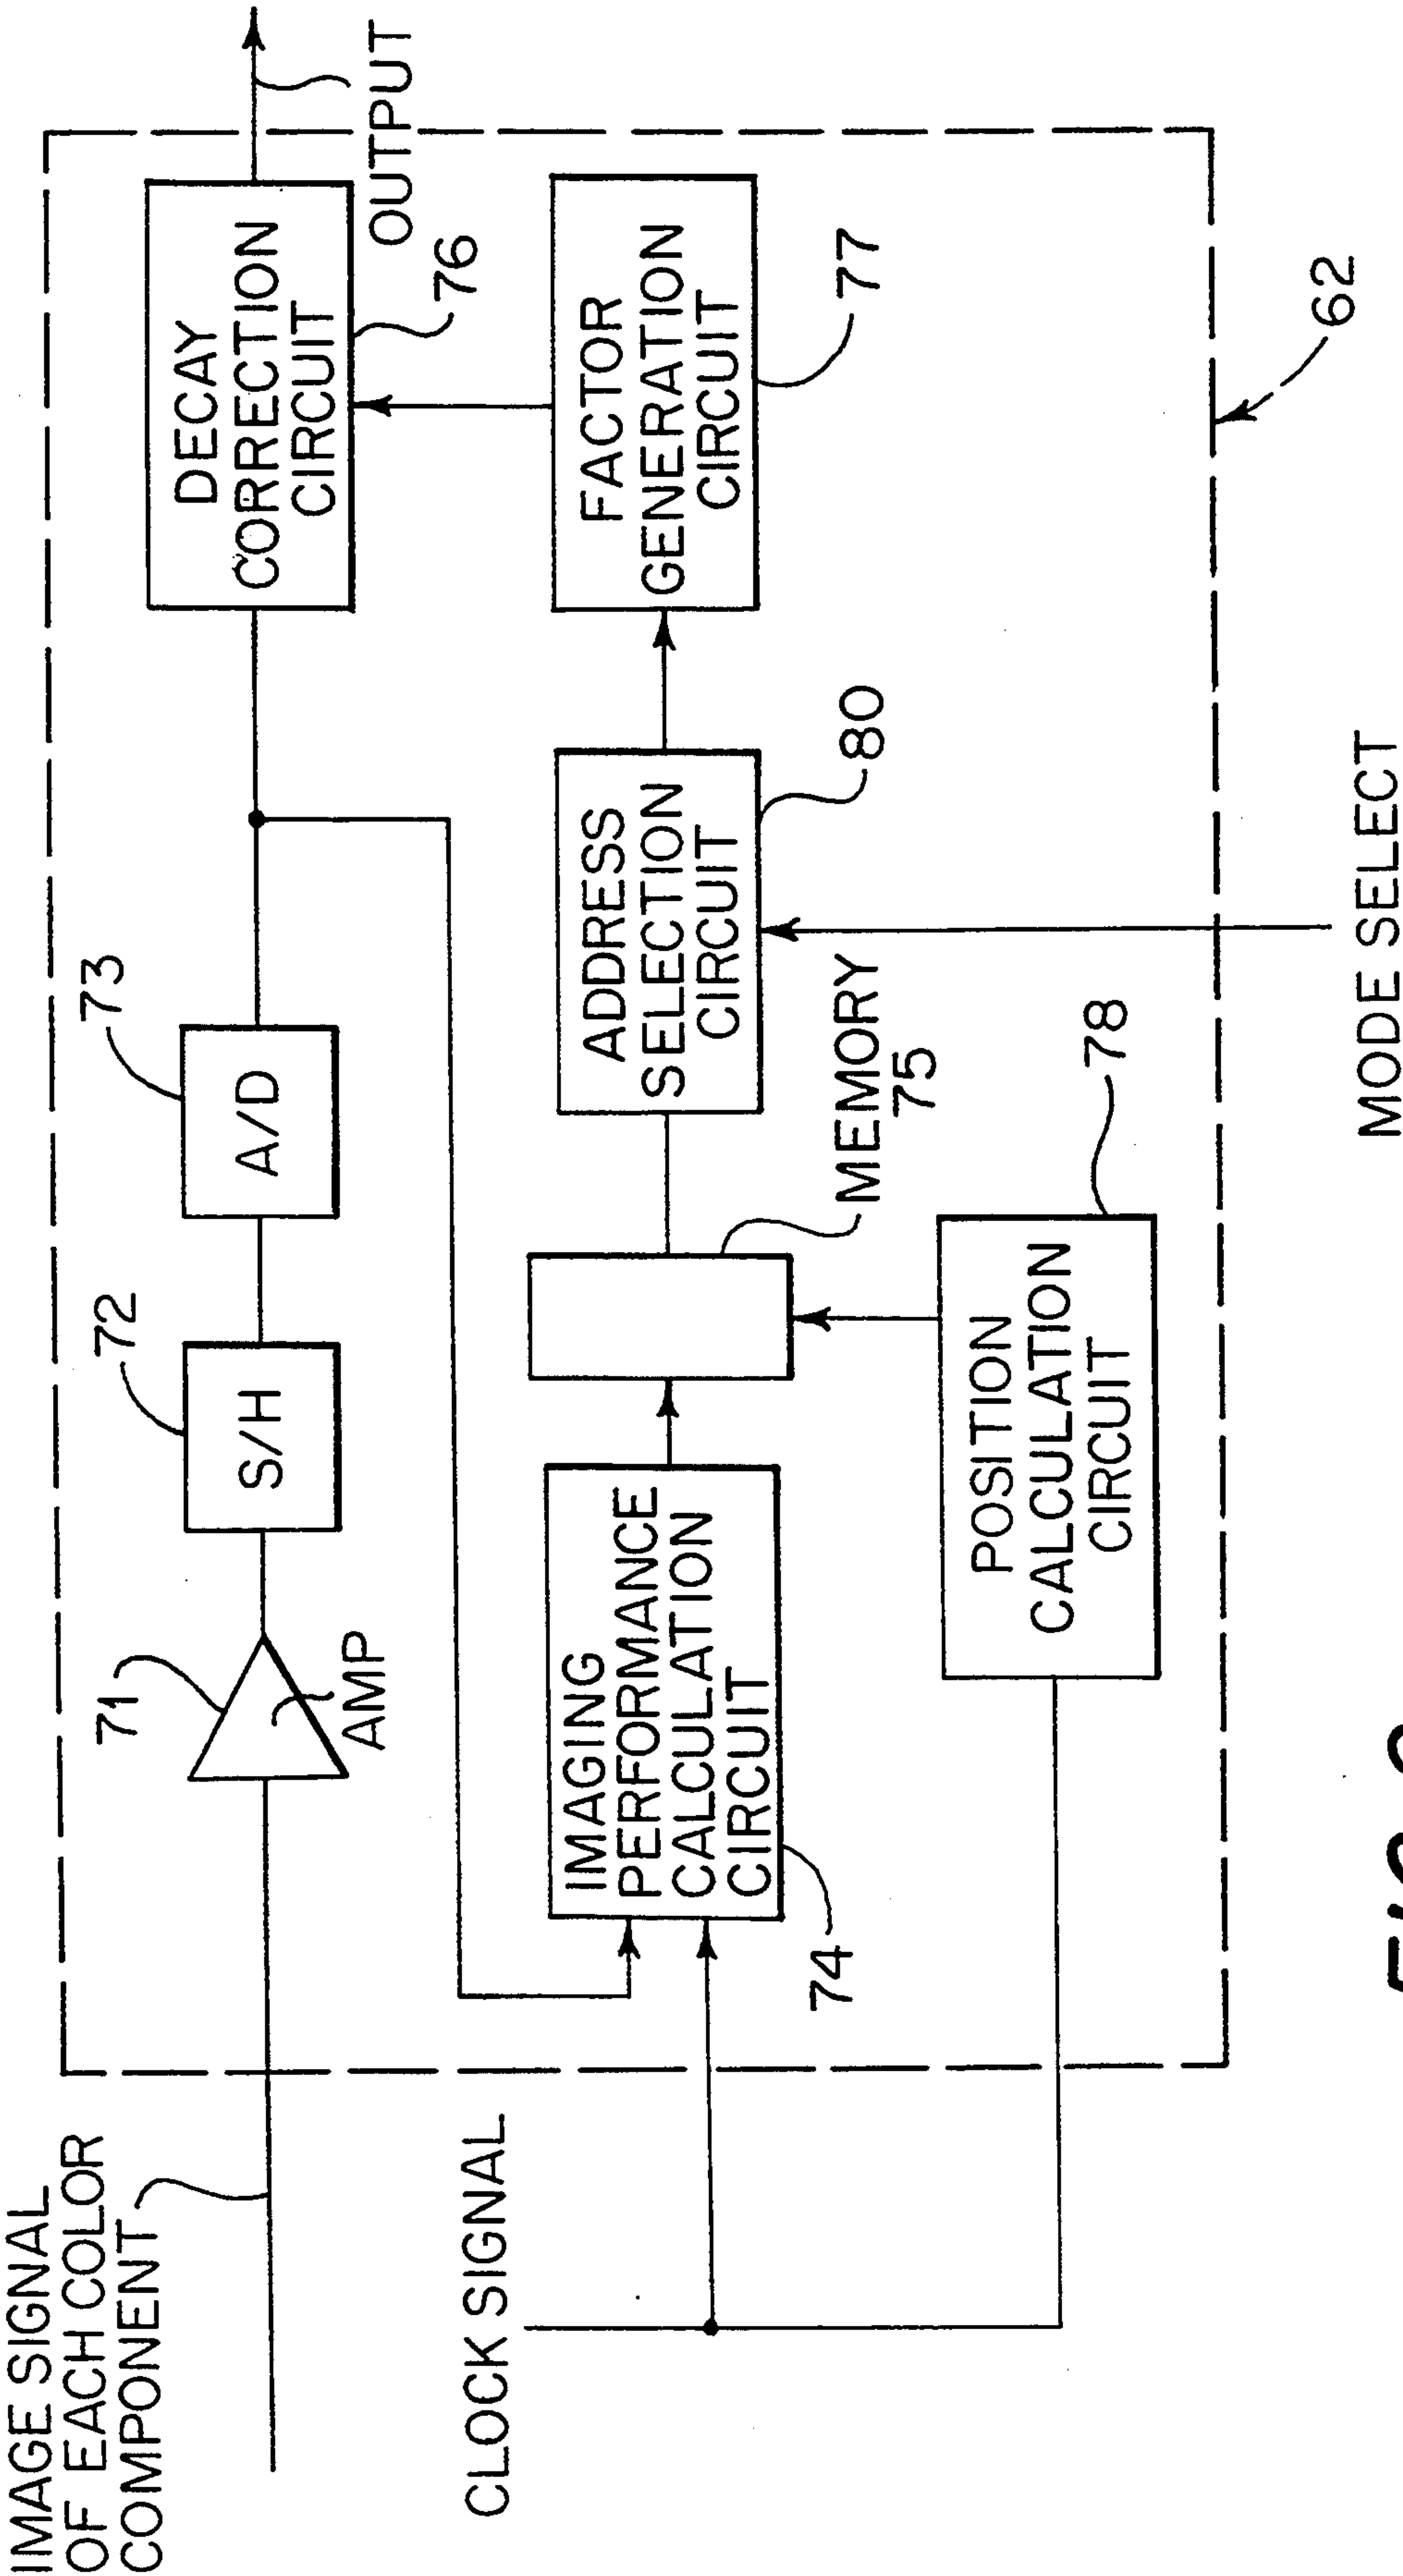 IMAGE SIGNAL
OF EACH COLOR
COMPONENT
71
AMP
72
S/H
73
A/D
DECAY
CORRECTION
CIRCUIT
76
OUTPUT
CLOCK SIGNAL
IMAGING
PERFORMANCE
CALCULATION
CIRCUIT
74
MEMORY
75
ADDRESS
SELECTION
CIRCUIT
80
FACTOR
GENERATION
CIRCUIT
77
POSITION
CALCULATION
CIRCUIT
78
MODE SELECT
62